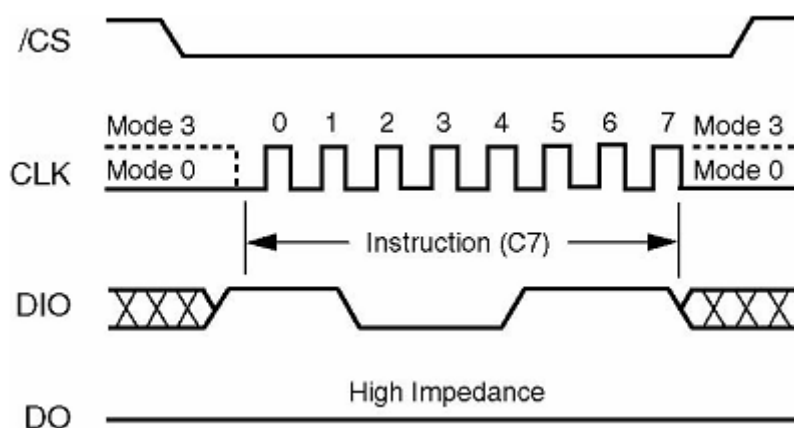 /CS
Mode 3 0 1 2 3 4 5 6 7 Mode 3
CLK Mode 0 Mode 0
Instruction (C7)
DIO
High Impedance
DO